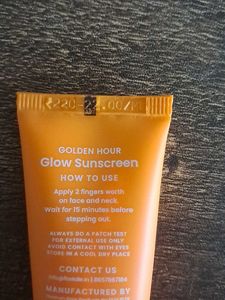 GOLDEN HOUR
Glow Sunscreen
HOW TO USE
Apply 2 fingers worth
on face and neck.
Wait for 15 minutes before
stepping out.
ALWAYS DO A PATCH TEST
FOR EXTERNAL USE ONLY
AVOID CONTACT WITH EYES
STORE IN A COOL DRY PLACE
CONTACT US
MANUFACTURED BY